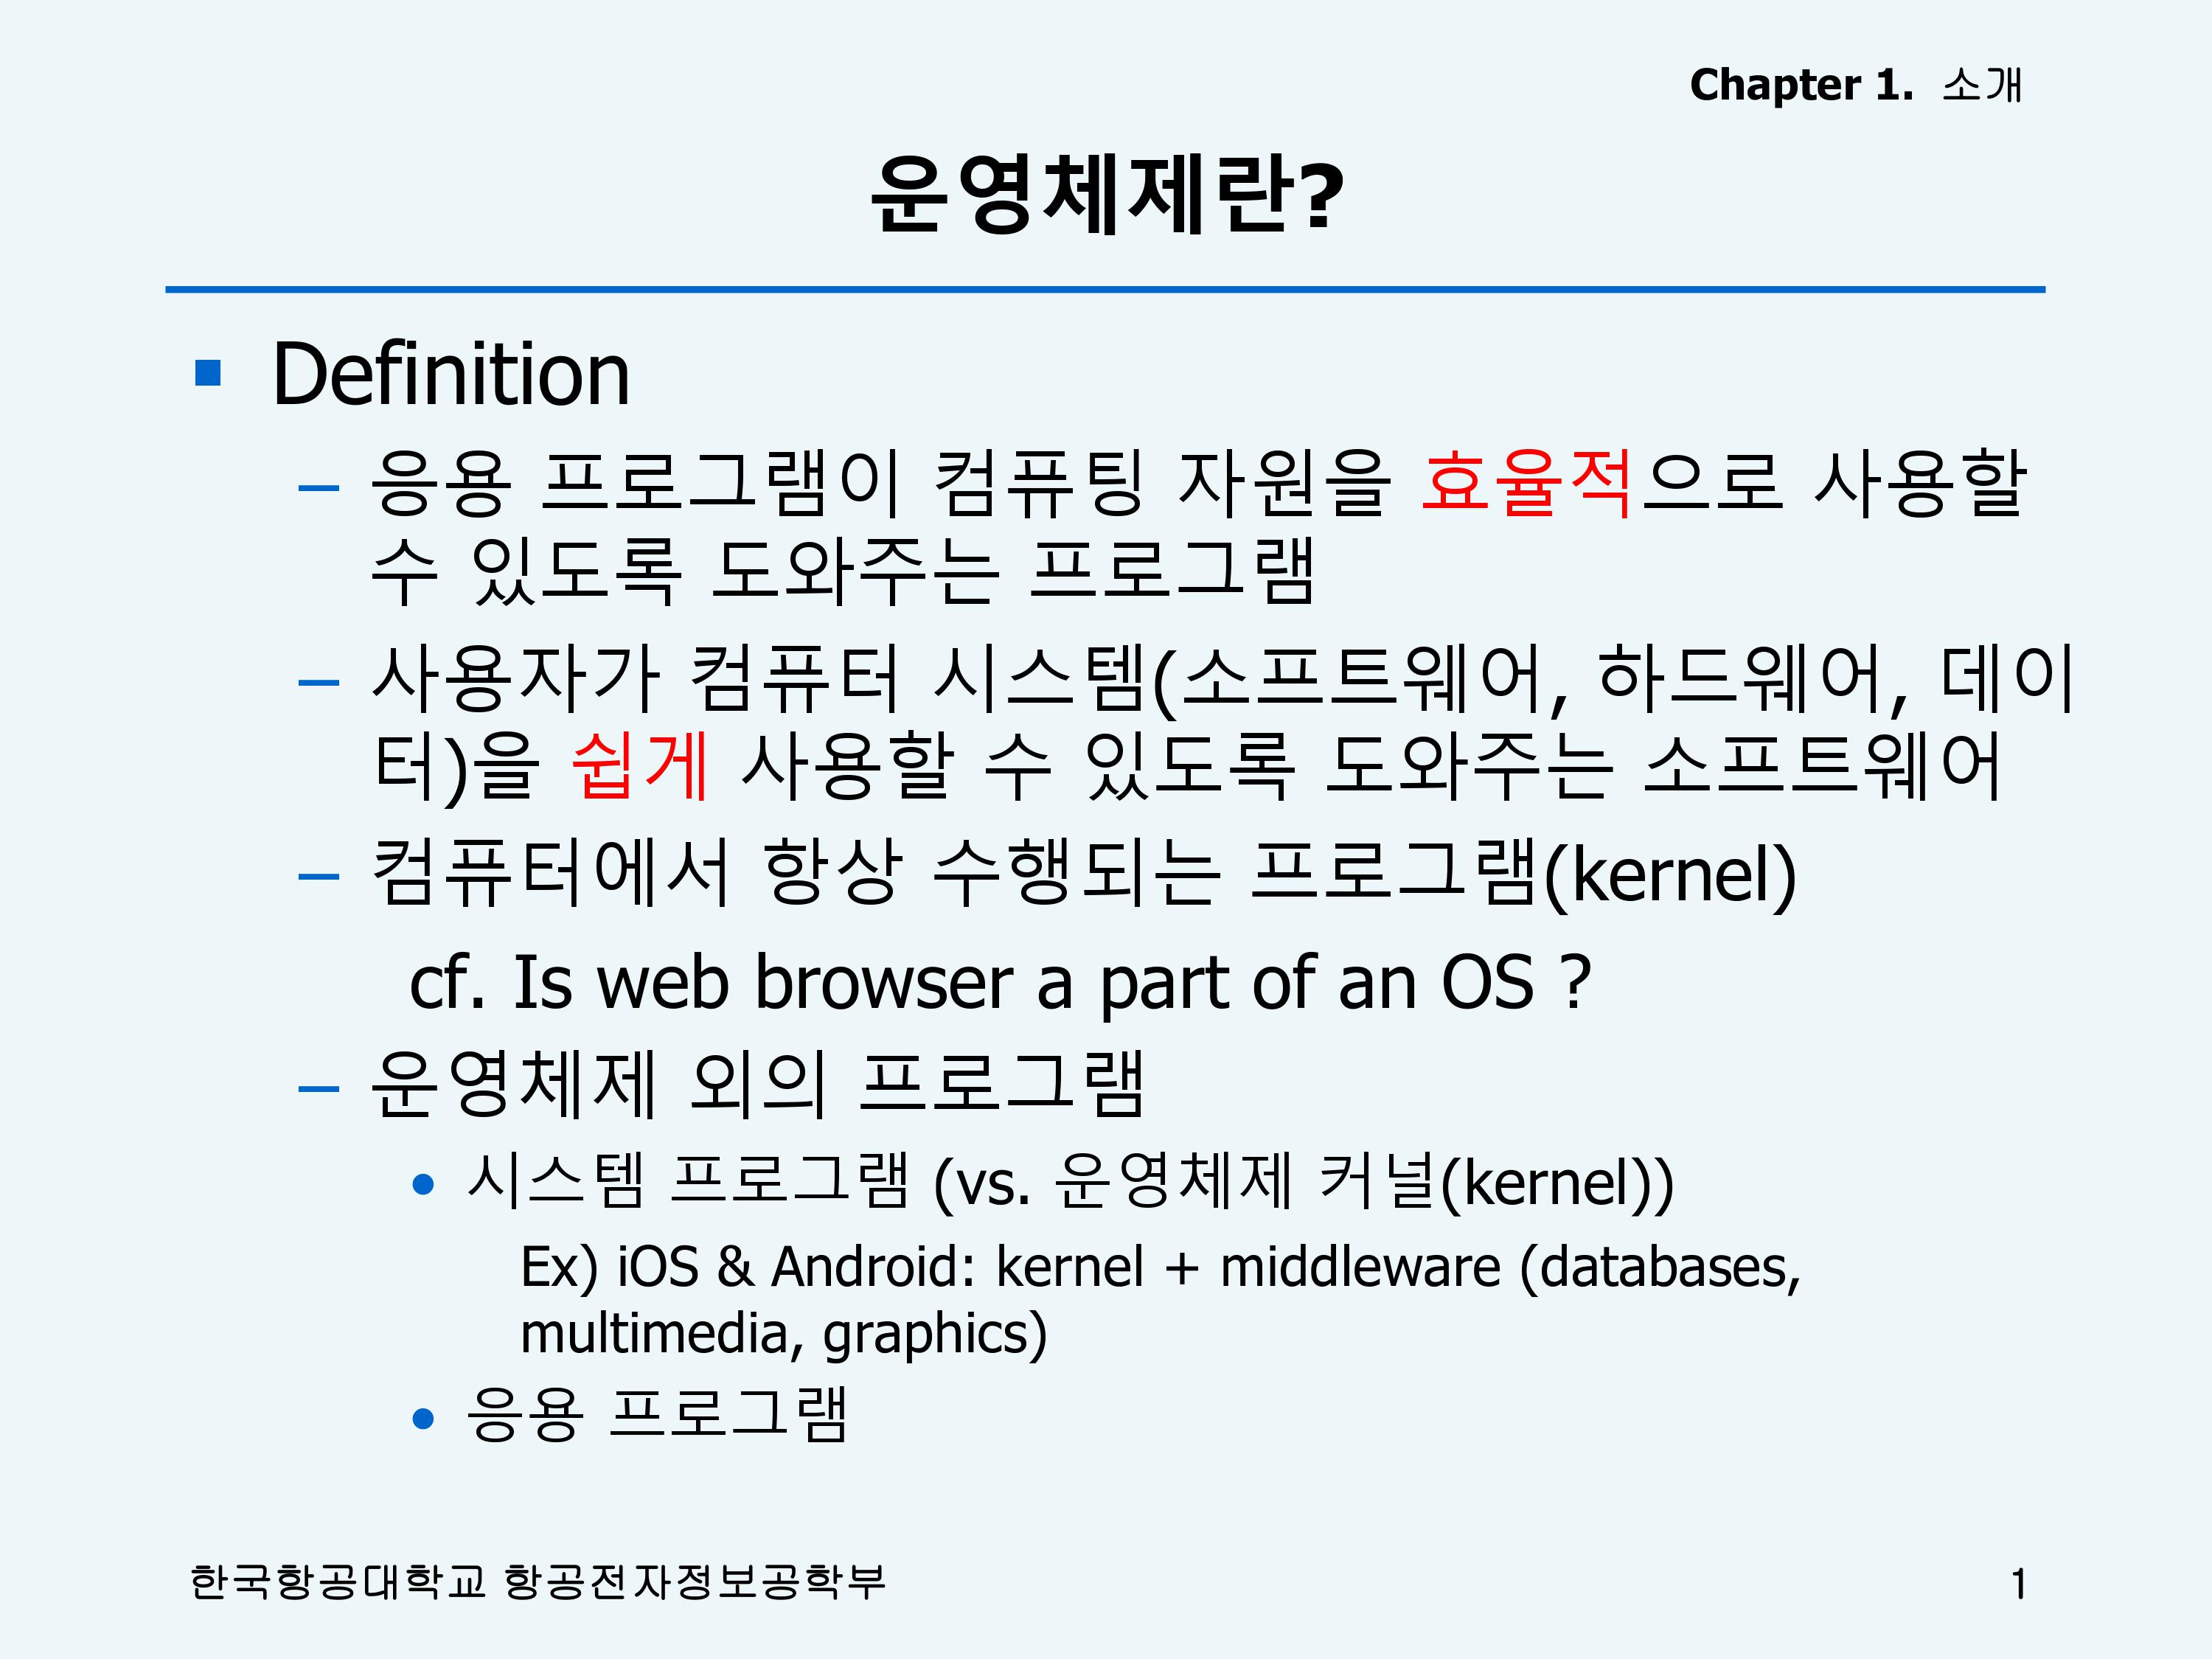 Chapter 1. 소개
운영체제란?
▪ Definition
– 응용 프로그램이 컴퓨팅 자원을 효율적으로 사용할
수 있도록 도와주는 프로그램
– 사용자가 컴퓨터 시스템(소프트웨어, 하드웨어, 데이
터)을 쉽게 사용할 수 있도록 도와주는 소프트웨어
– 컴퓨터에서 항상 수행되는 프로그램(kernel)
cf. Is web browser a part of an OS ?
– 운영체제 외의 프로그램
• 시스템 프로그램 (vs. 운영체제 커널(kernel))
Ex) iOS & Android: kernel + middleware (databases,
multimedia, graphics)
• 응용 프로그램
한국항공대학교 항공전자정보공학부 1